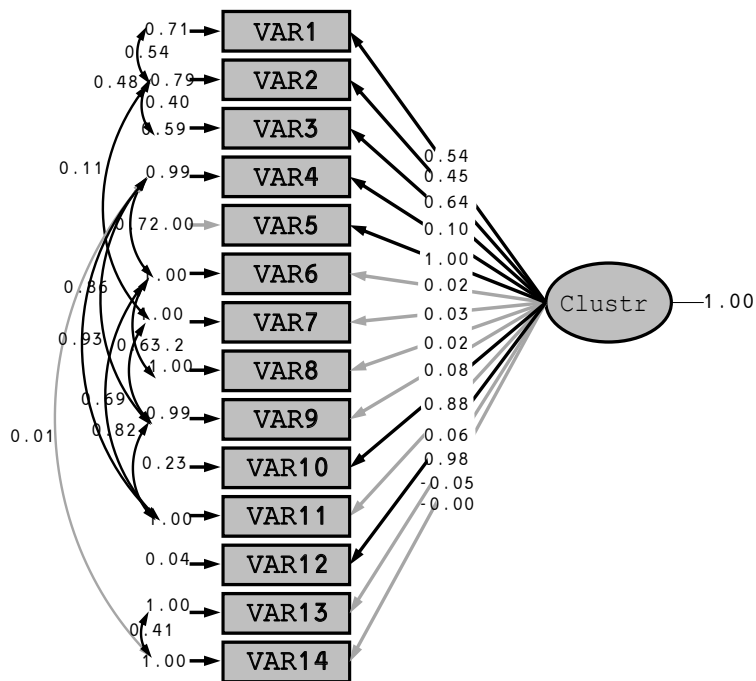 0.71 VAR1
0.54
0.48 0.79 VAR2
0.40
0.59 VAR3
0.54
0.11 0.99 VAR4 0.45
0.64
0.72 .00 VAR5 0.10
1.00
.00 VAR6 0.02
0.86
Clustr 1.00
.00 VAR7 0.03
0.93 0.63 .2 0.02
1.00 VAR8 0.08
0.69 0.99 VAR9 0.88
0.01 0.82 0.06
0.23 VAR10 0.98
-0.05
-0.00
1.00 VAR11
0.04 VAR12
1.00 VAR13
0.41
1.00 VAR14